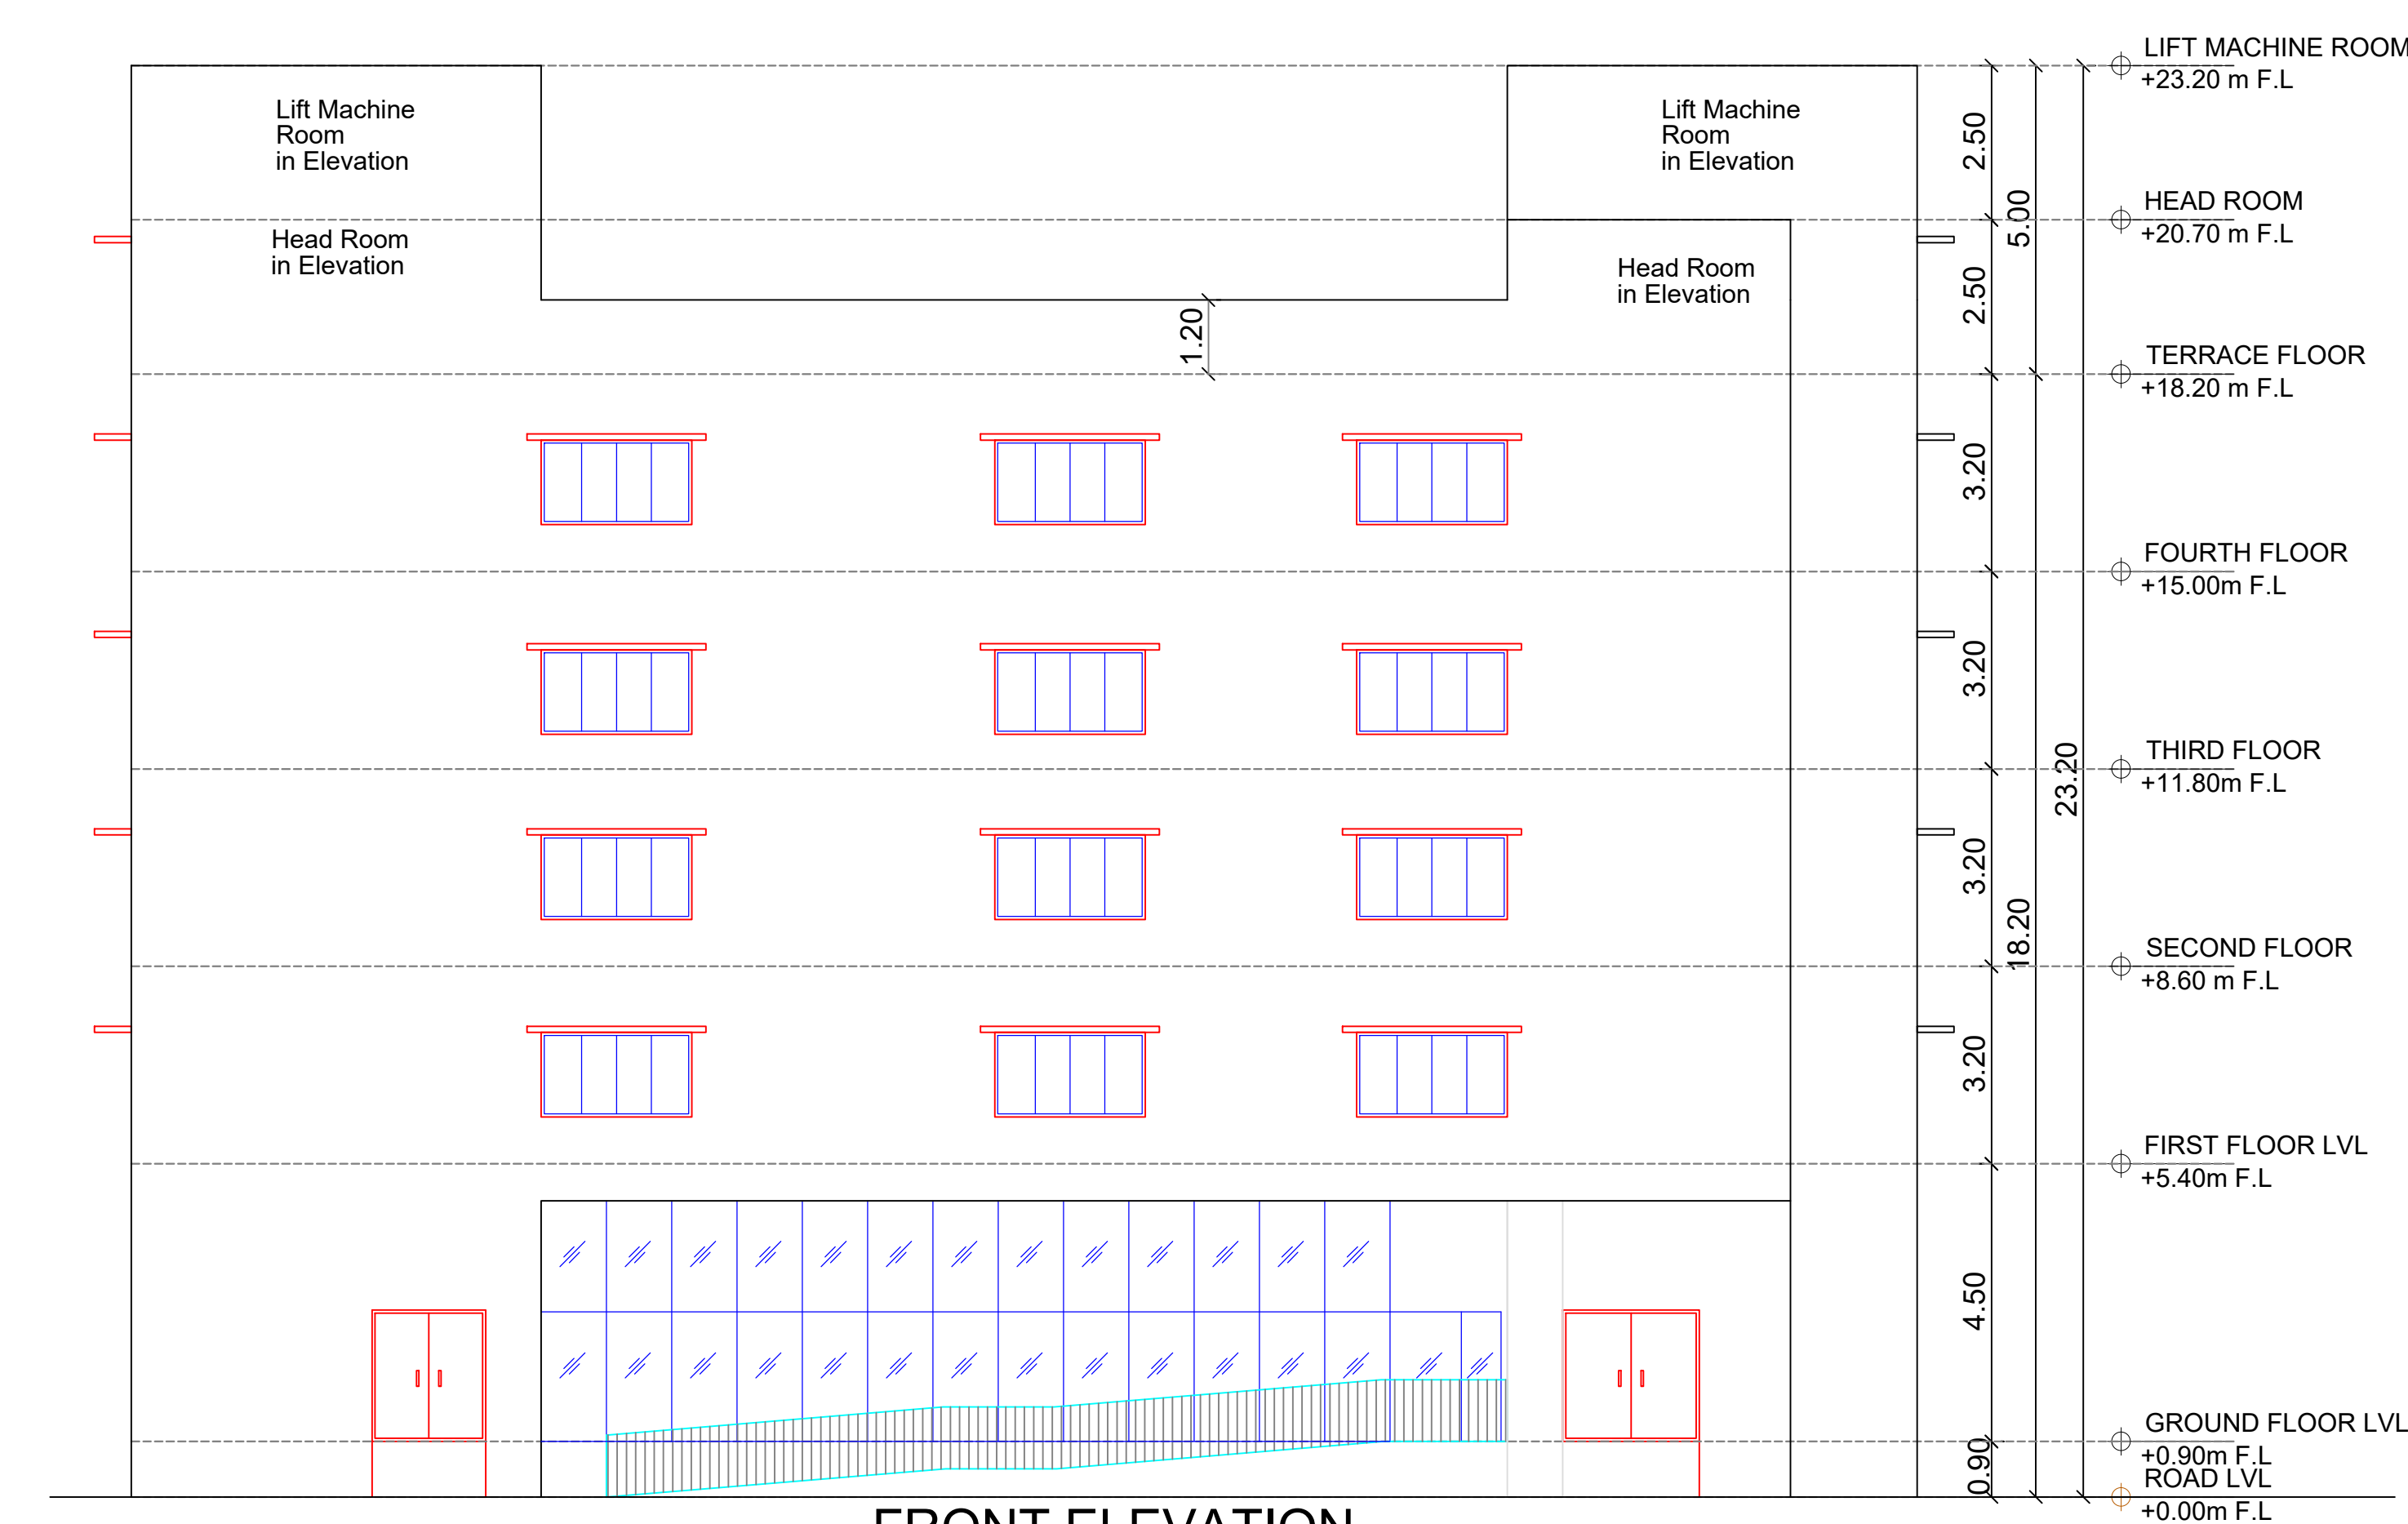 LIFT MACHINE ROOM
+23.20 m F.L
Lift Machine
Room
in Elevation
Lift Machine
Room
in Elevation
2.50
HEAD ROOM
+20.70 m F.L
5.00
Head Room
in Elevation
Head Room
in Elevation
2.50
1.20
TERRACE FLOOR
+18.20 m F.L
3.20
FOURTH FLOOR
+15.00m F.L
3.20
THIRD FLOOR
+11.80m F.L
23.20
3.20
18.20
SECOND FLOOR
+8.60 m F.L
3.20
FIRST FLOOR LVL
+5.40m F.L
4.50
GROUND FLOOR LVL
+0.90m F.L
0.90
ROAD LVL
+0.00m F.L
FRONT ELEVATION